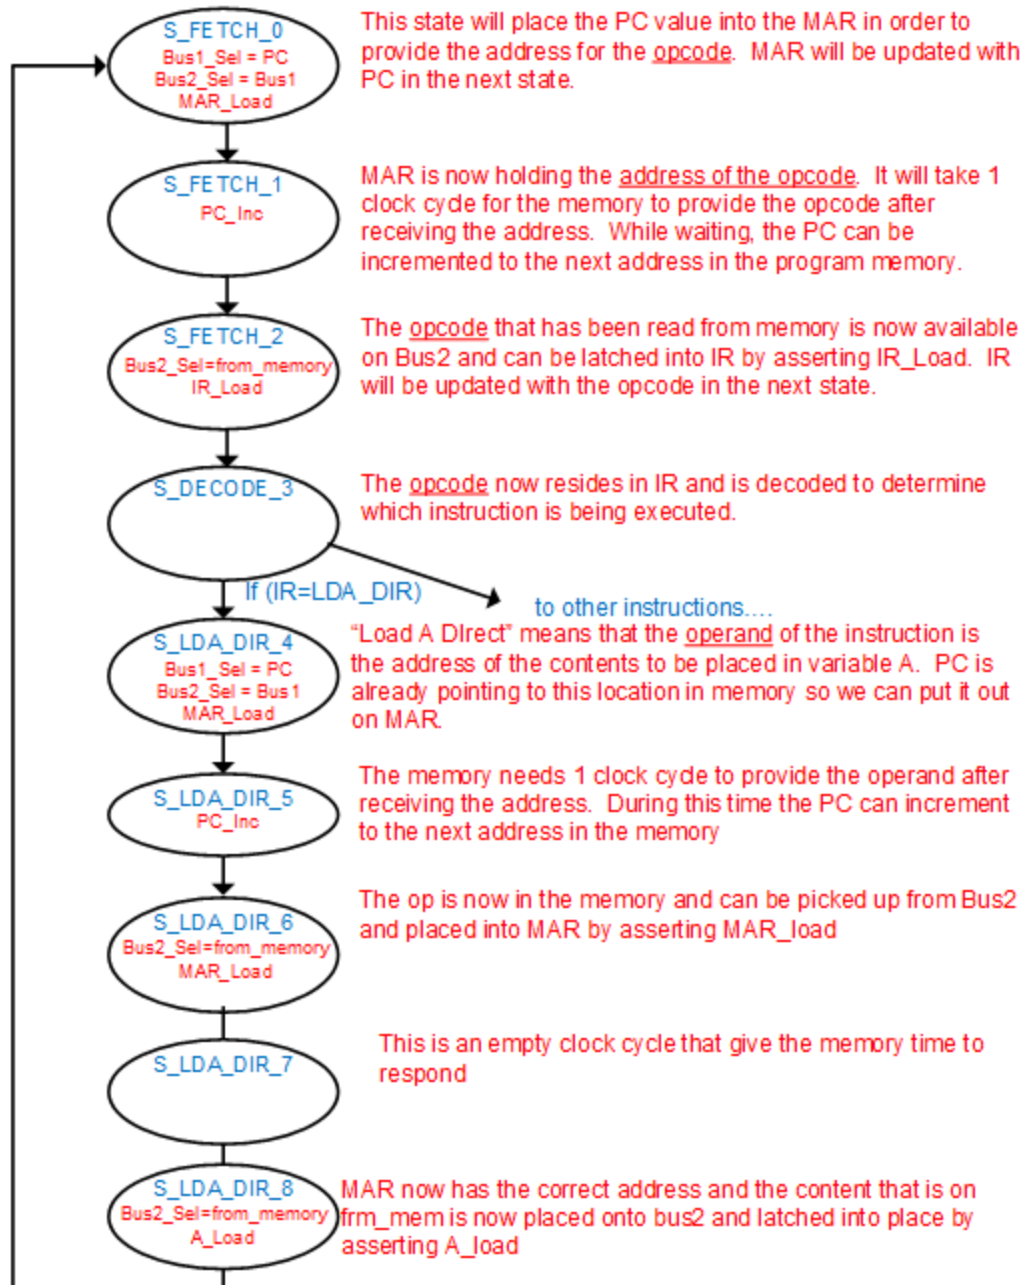 S_FETCH_0
Bus1_Sel = PC
Bus2_Sel = Bus1
MAR_Load
This state will place the PC value into the MAR in order to
provide the address for the opcode. MAR will be updated with
PC in the next state.
S_FETCH_1
PC_Inc
MAR is now holding the address of the opcode. It will take 1
clock cycle for the memory to provide the opcode after
receiving the address. While waiting, the PC can be
incremented to the next address in the program memory.
S_FETCH_2
Bus2_Sel=from_memory
IR_Load
The opcode that has been read from memory is now available
on Bus2 and can be latched into IR by asserting IR_Load. IR
will be updated with the opcode in the next state.
S_DECODE_3
The opcode now resides in IR and is decoded to determine
which instruction is being executed.
If (IR=LDA_DIR)
to other instructions....
S_LDA_DIR_4
Bus1_Sel = PC
Bus2_Sel = Bus1
MAR_Load
“Load A DIrect” means that the operand of the instruction is
the address of the contents to be placed in variable A. PC is
already pointing to this location in memory so we can put it out
on MAR.
S_LDA_DIR_5
PC_Inc
The memory needs 1 clock cycle to provide the operand after
receiving the address. During this time the PC can increment
to the next address in the memory
S_LDA_DIR_6
Bus2_Sel=from_memory
MAR_Load
The op is now in the memory and can be picked up from Bus2
and placed into MAR by asserting MAR_load
S_LDA_DIR_7
This is an empty clock cycle that give the memory time to
respond
S_LDA_DIR_8
Bus2_Sel=from_memory
A_Load
MAR now has the correct address and the content that is on
frm_mem is now placed onto bus2 and latched into place by
asserting A_load